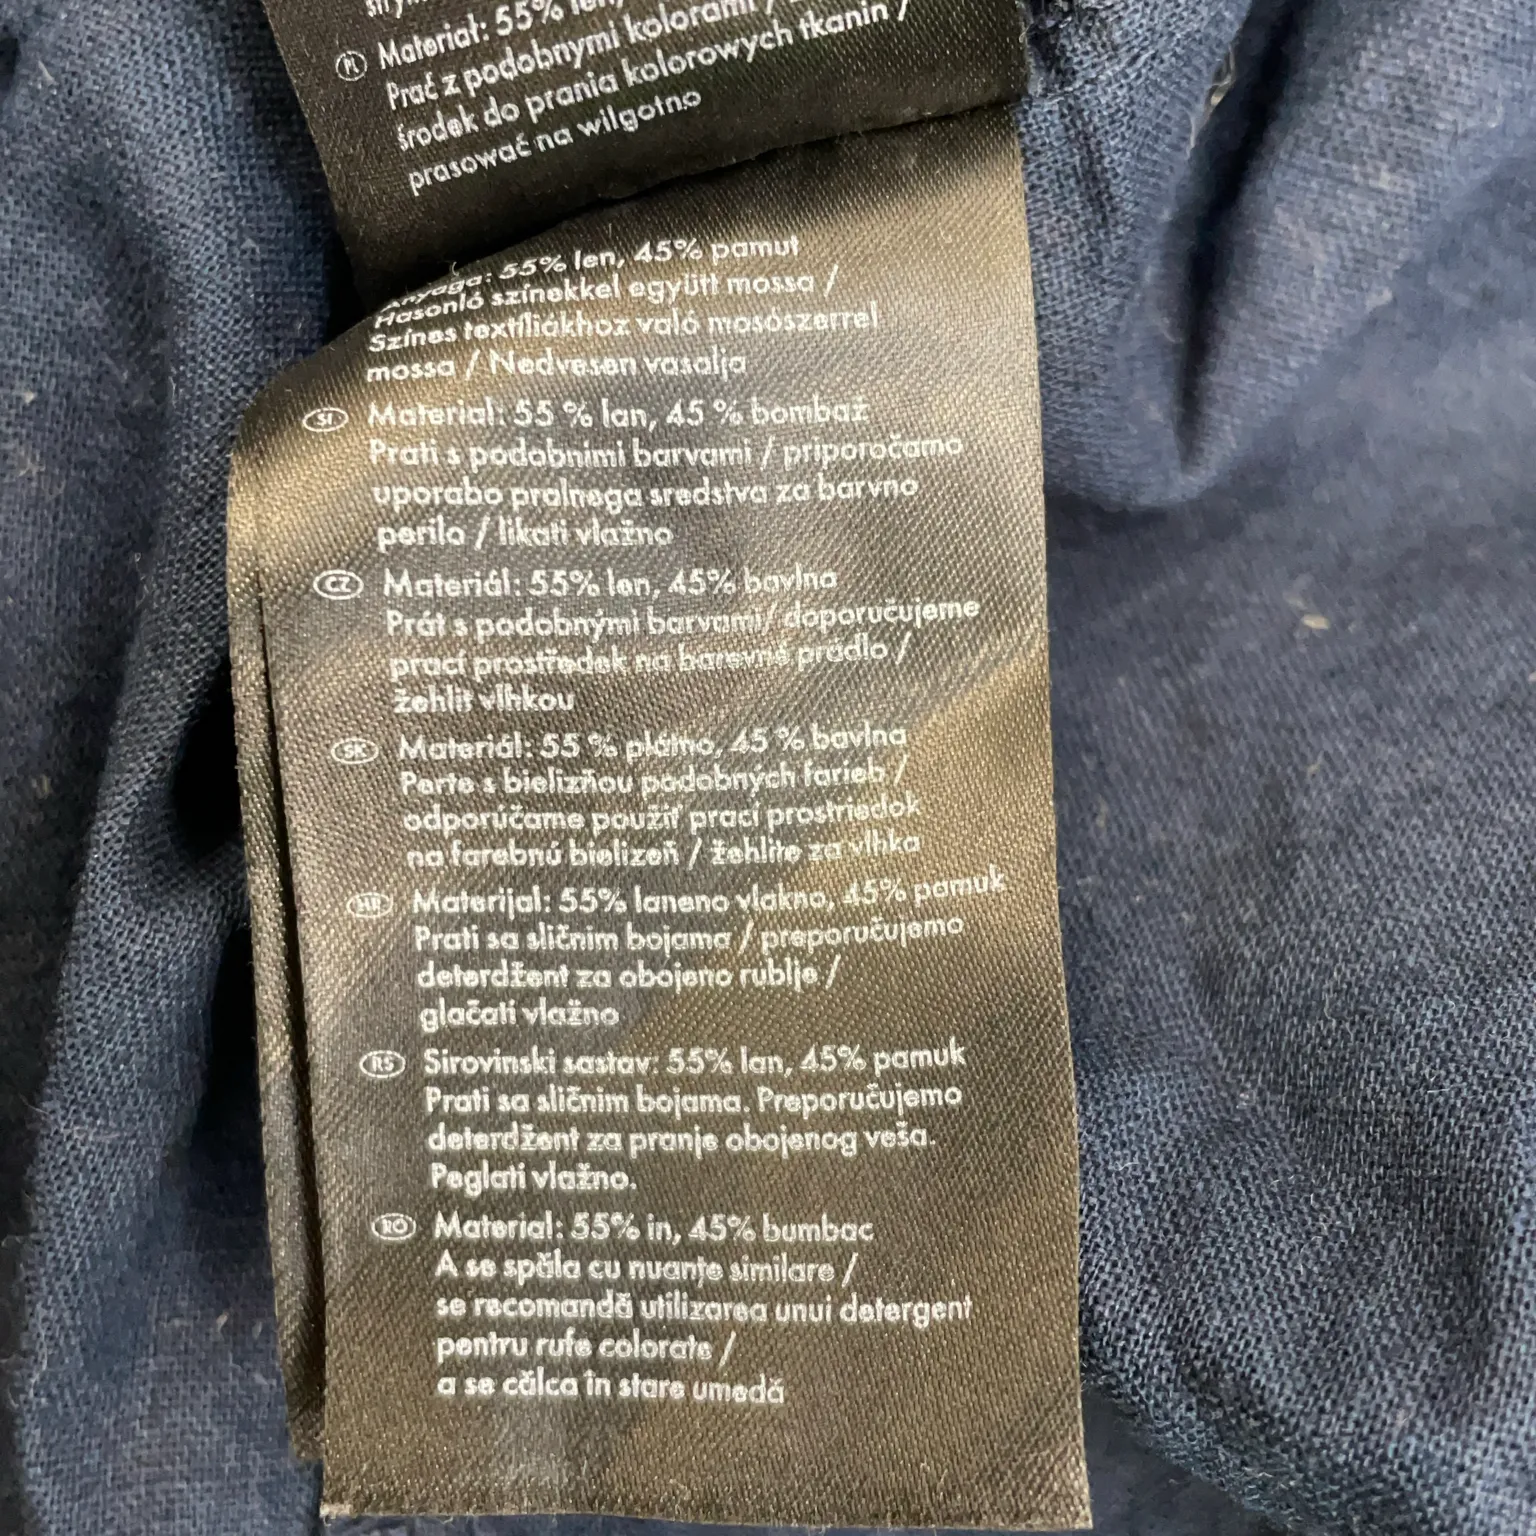 PL Materiał: 55% len,
Prać z podobnymi kolorami /
środek do prania kolorowych tkanin /
prasować na wilgotno
Anyaga: 55% len, 45% pamut
Hasonló színekkel együtt mossa /
Színes textíliákhoz való mosószerrel
mossa / Nedvesen vasalja
SI Material: 55 % lan, 45 % bombaž
Prati s podobnimi barvami / priporočamo
uporabo pralnega sredstva za barvno
perilo / likati vlažno
CZ Materiál: 55% len, 45% bavlna
Prát s podobnými barvami/ doporučujeme
prací prostředek na barevné prádlo /
žehlit vlhkou
SK Materiál: 55 % plátno, 45 % bavlna
Perte s bielizňou podobných farieb /
odporúčame použiť prací prostriedok
na farebnú bielizeň / žehlite za vlhka
HR Materijal: 55% laneno vlakno, 45% pamuk
Prati sa sličnim bojama / preporučujemo
deterdžent za obojeno rublje /
glačati vlažno
RS Sirovinski sastav: 55% lan, 45% pamuk
Prati sa sličnim bojama. Preporučujemo
deterdžent za pranje obojenog veša.
Peglati vlažno.
RO Material: 55% in, 45% bumbac
A se spăla cu nuanțe similare /
se recomandă utilizarea unui detergent
pentru rufe colorate /
a se călca în stare umedă